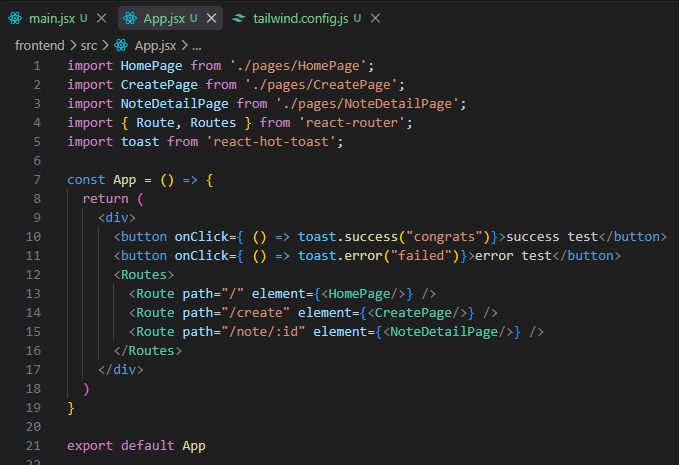 main.jsx U App.jsx U tailwind.config.js U
frontend > src > App.jsx > ...
1 import HomePage from './pages/HomePage';
2 import CreatePage from './pages/CreatePage';
3 import NoteDetailPage from './pages/NoteDetailPage';
4 import { Route, Routes } from 'react-router';
5 import toast from 'react-hot-toast';
6
7 const App = () => {
8   return (
9     <div>
10       <button onClick={ () => toast.success("congrats")}>success test</button>
11       <button onClick={ () => toast.error("failed")}>error test</button>
12       <Routes>
13         <Route path="/" element={<HomePage/>} />
14         <Route path="/create" element={<CreatePage/>} />
15         <Route path="/note/:id" element={<NoteDetailPage/>} />
16       </Routes>
17     </div>
18   )
19 }
20
21 export default App
22